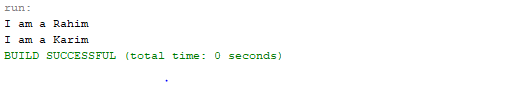 run:
I am a Rahim
I am a Karim
BUILD SUCCESSFUL (total time: 0 seconds)